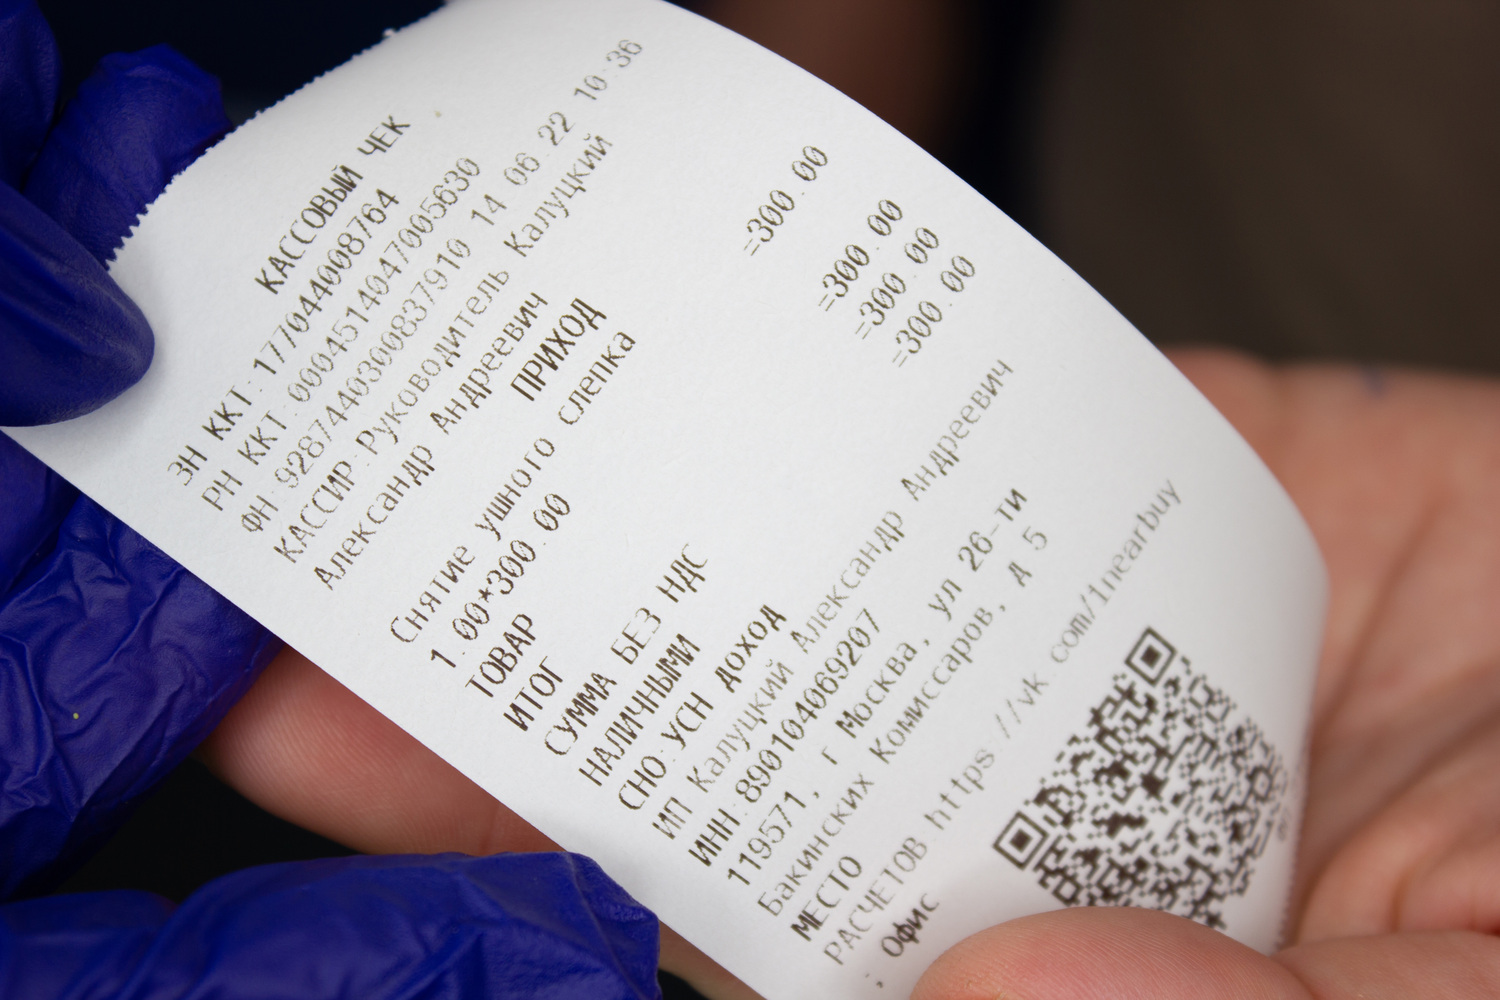 КАССОВЫЙ ЧЕК
ЗН ККТ:177044008764
РН ККТ:0004514047005630
ФН:9287440300837910 14.06.22 10:36
КАССИР:Руководитель Калуцкий
Александр Андреевич
ПРИХОД
Снятие ушного слепка
1.00*300.00 =300.00
ТОВАР
ИТОГ =300.00
СУММА БЕЗ НДС =300.00
НАЛИЧНЫМИ =300.00
СНО:УСН ДОХОД
ИП Калуцкий Александр Андреевич
ИНН:890104069207
119571, г Москва, ул 26-ти
Бакинских Комиссаров, д 5
МЕСТО
РАСЧЕТОВ:https://vk.com/1nearbuy
; Офис